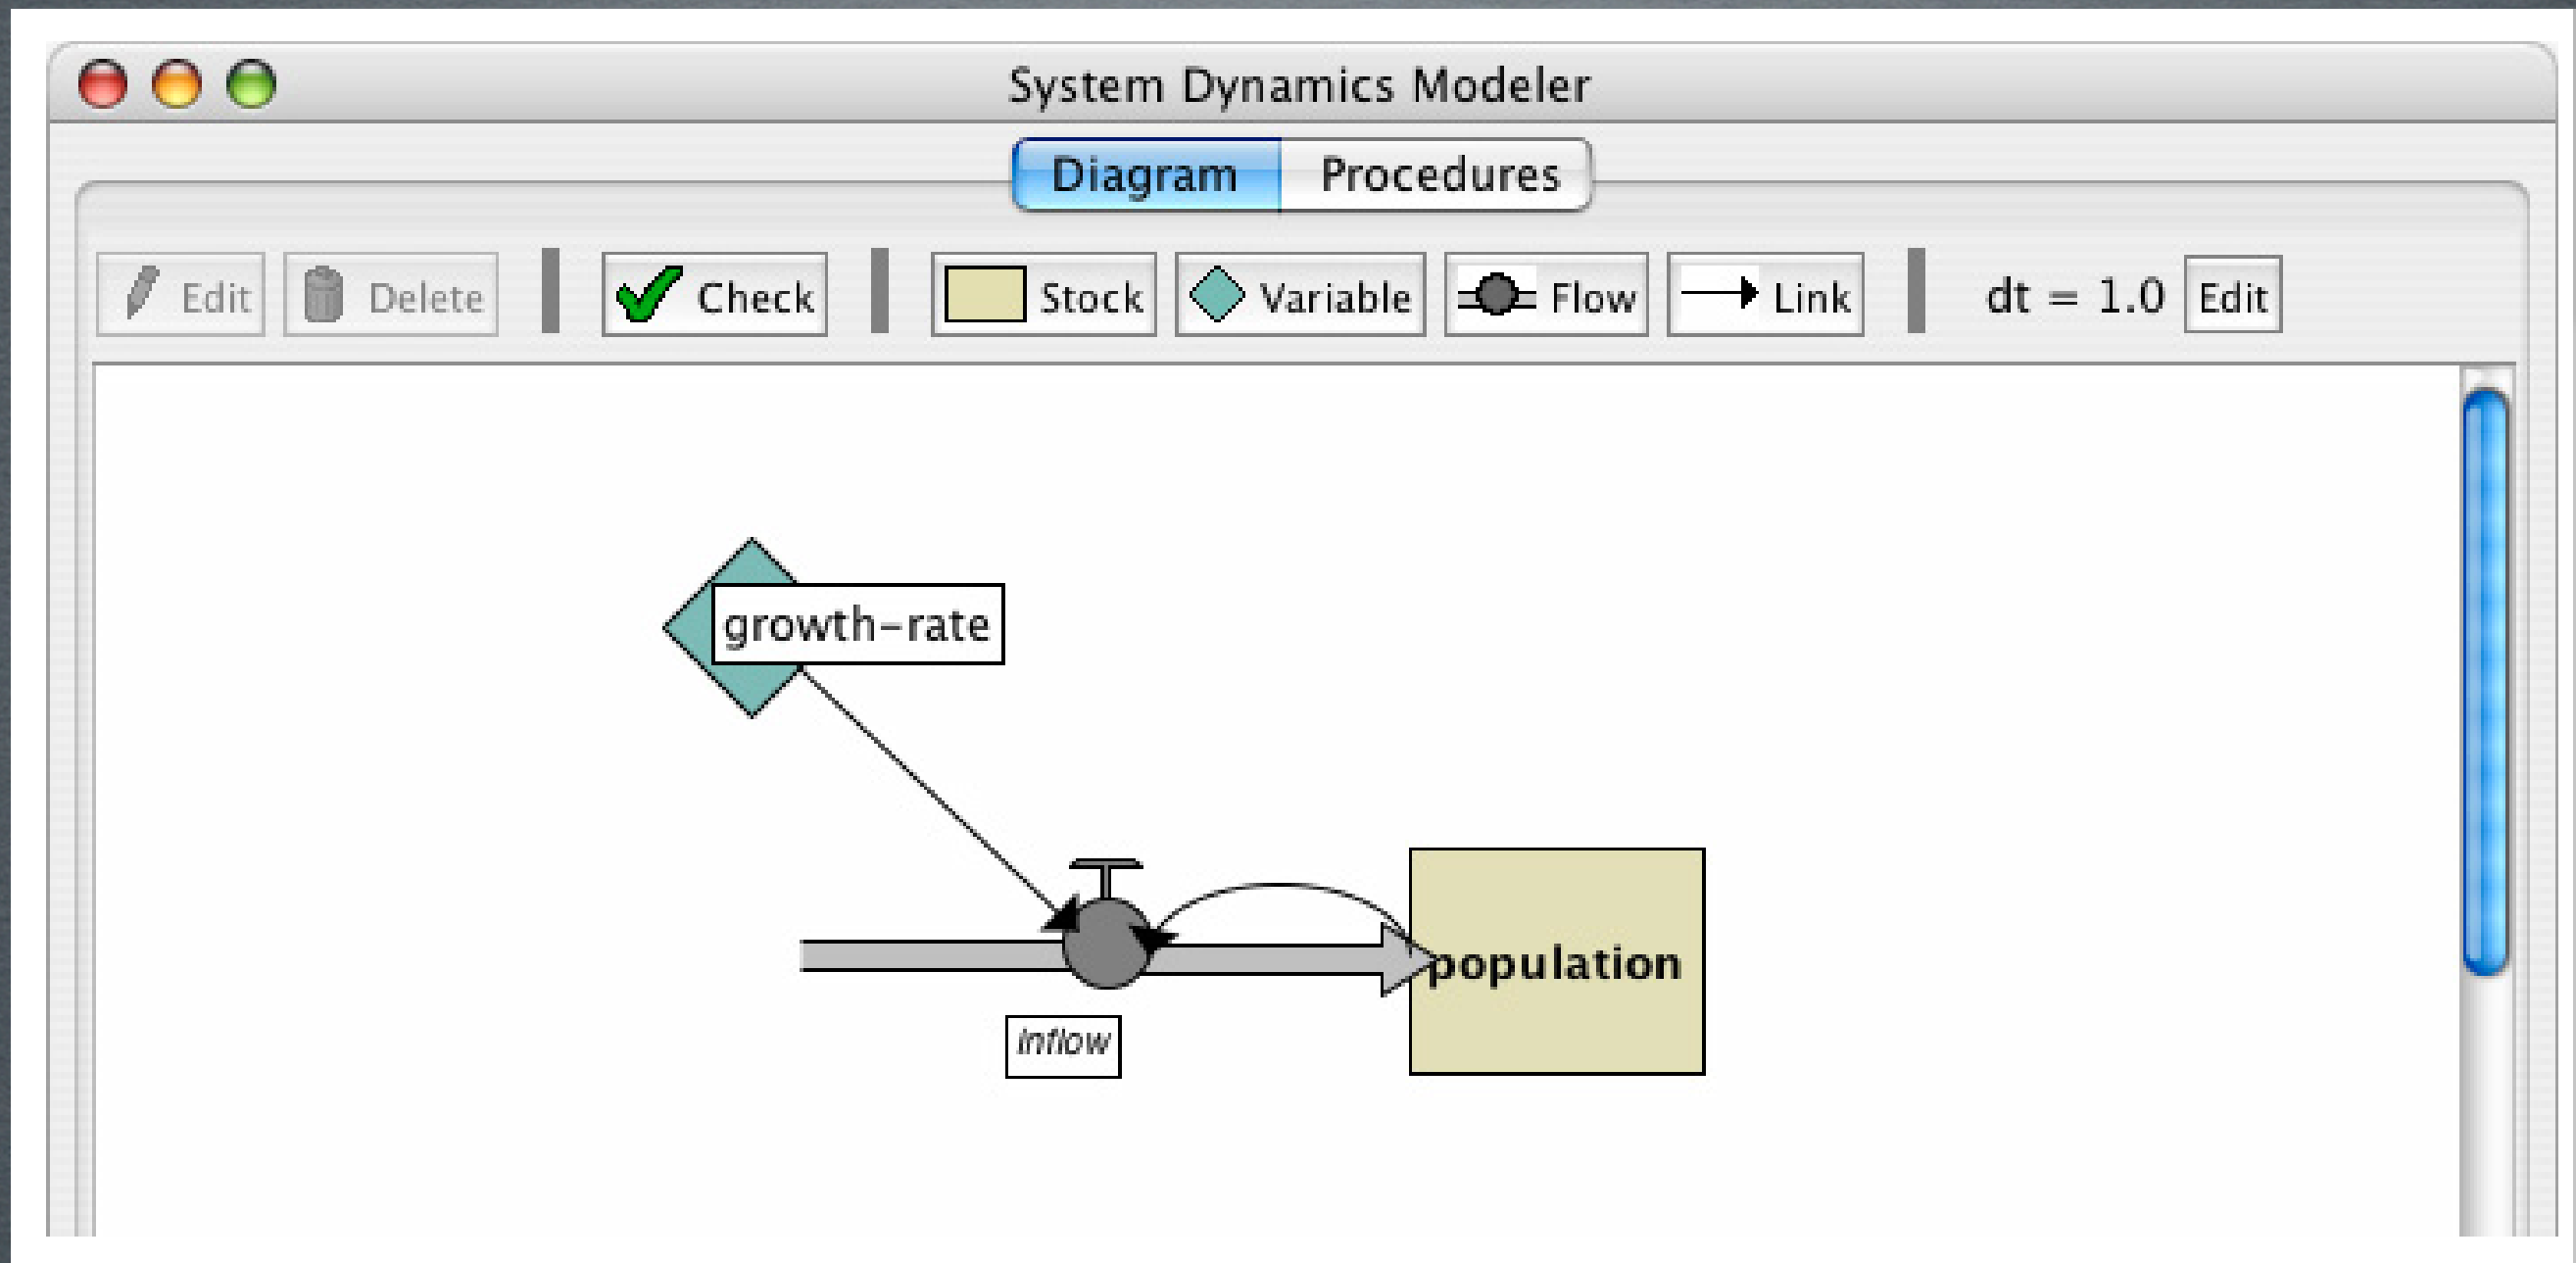 System Dynamics Modeler
Diagram Procedures
Edit Delete Check Stock Variable Flow Link dt = 1.0 Edit
growth-rate
population
inflow